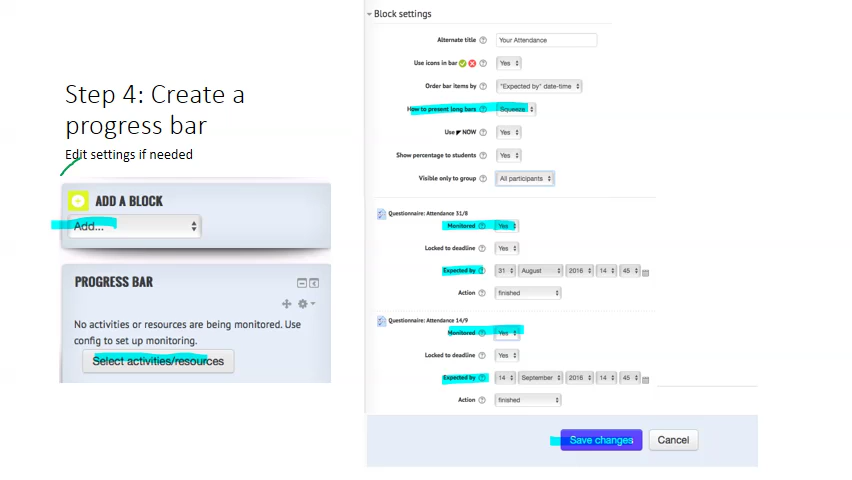 Step 4: Create a
progress bar
Edit settings if needed
ADD A BLOCK
Add...
PROGRESS BAR
No activities or resources are being monitored. Use
config to set up monitoring.
Select activities/resources
Block settings
Alternate title Your Attendance
Use icons in bar Yes
Order bar items by "Expected by" date-time
How to present long bars Squeeze
Use NOW Yes
Show percentage to students Yes
Visible only to group All participants
Questionnaire: Attendance 31/8
Monitored Yes
Locked to deadline Yes
Expected by 31 August 2016 14 45
Action finished
Questionnaire: Attendance 14/9
Monitored Yes
Locked to deadline Yes
Expected by 14 September 2016 14 45
Action finished
Save changes Cancel